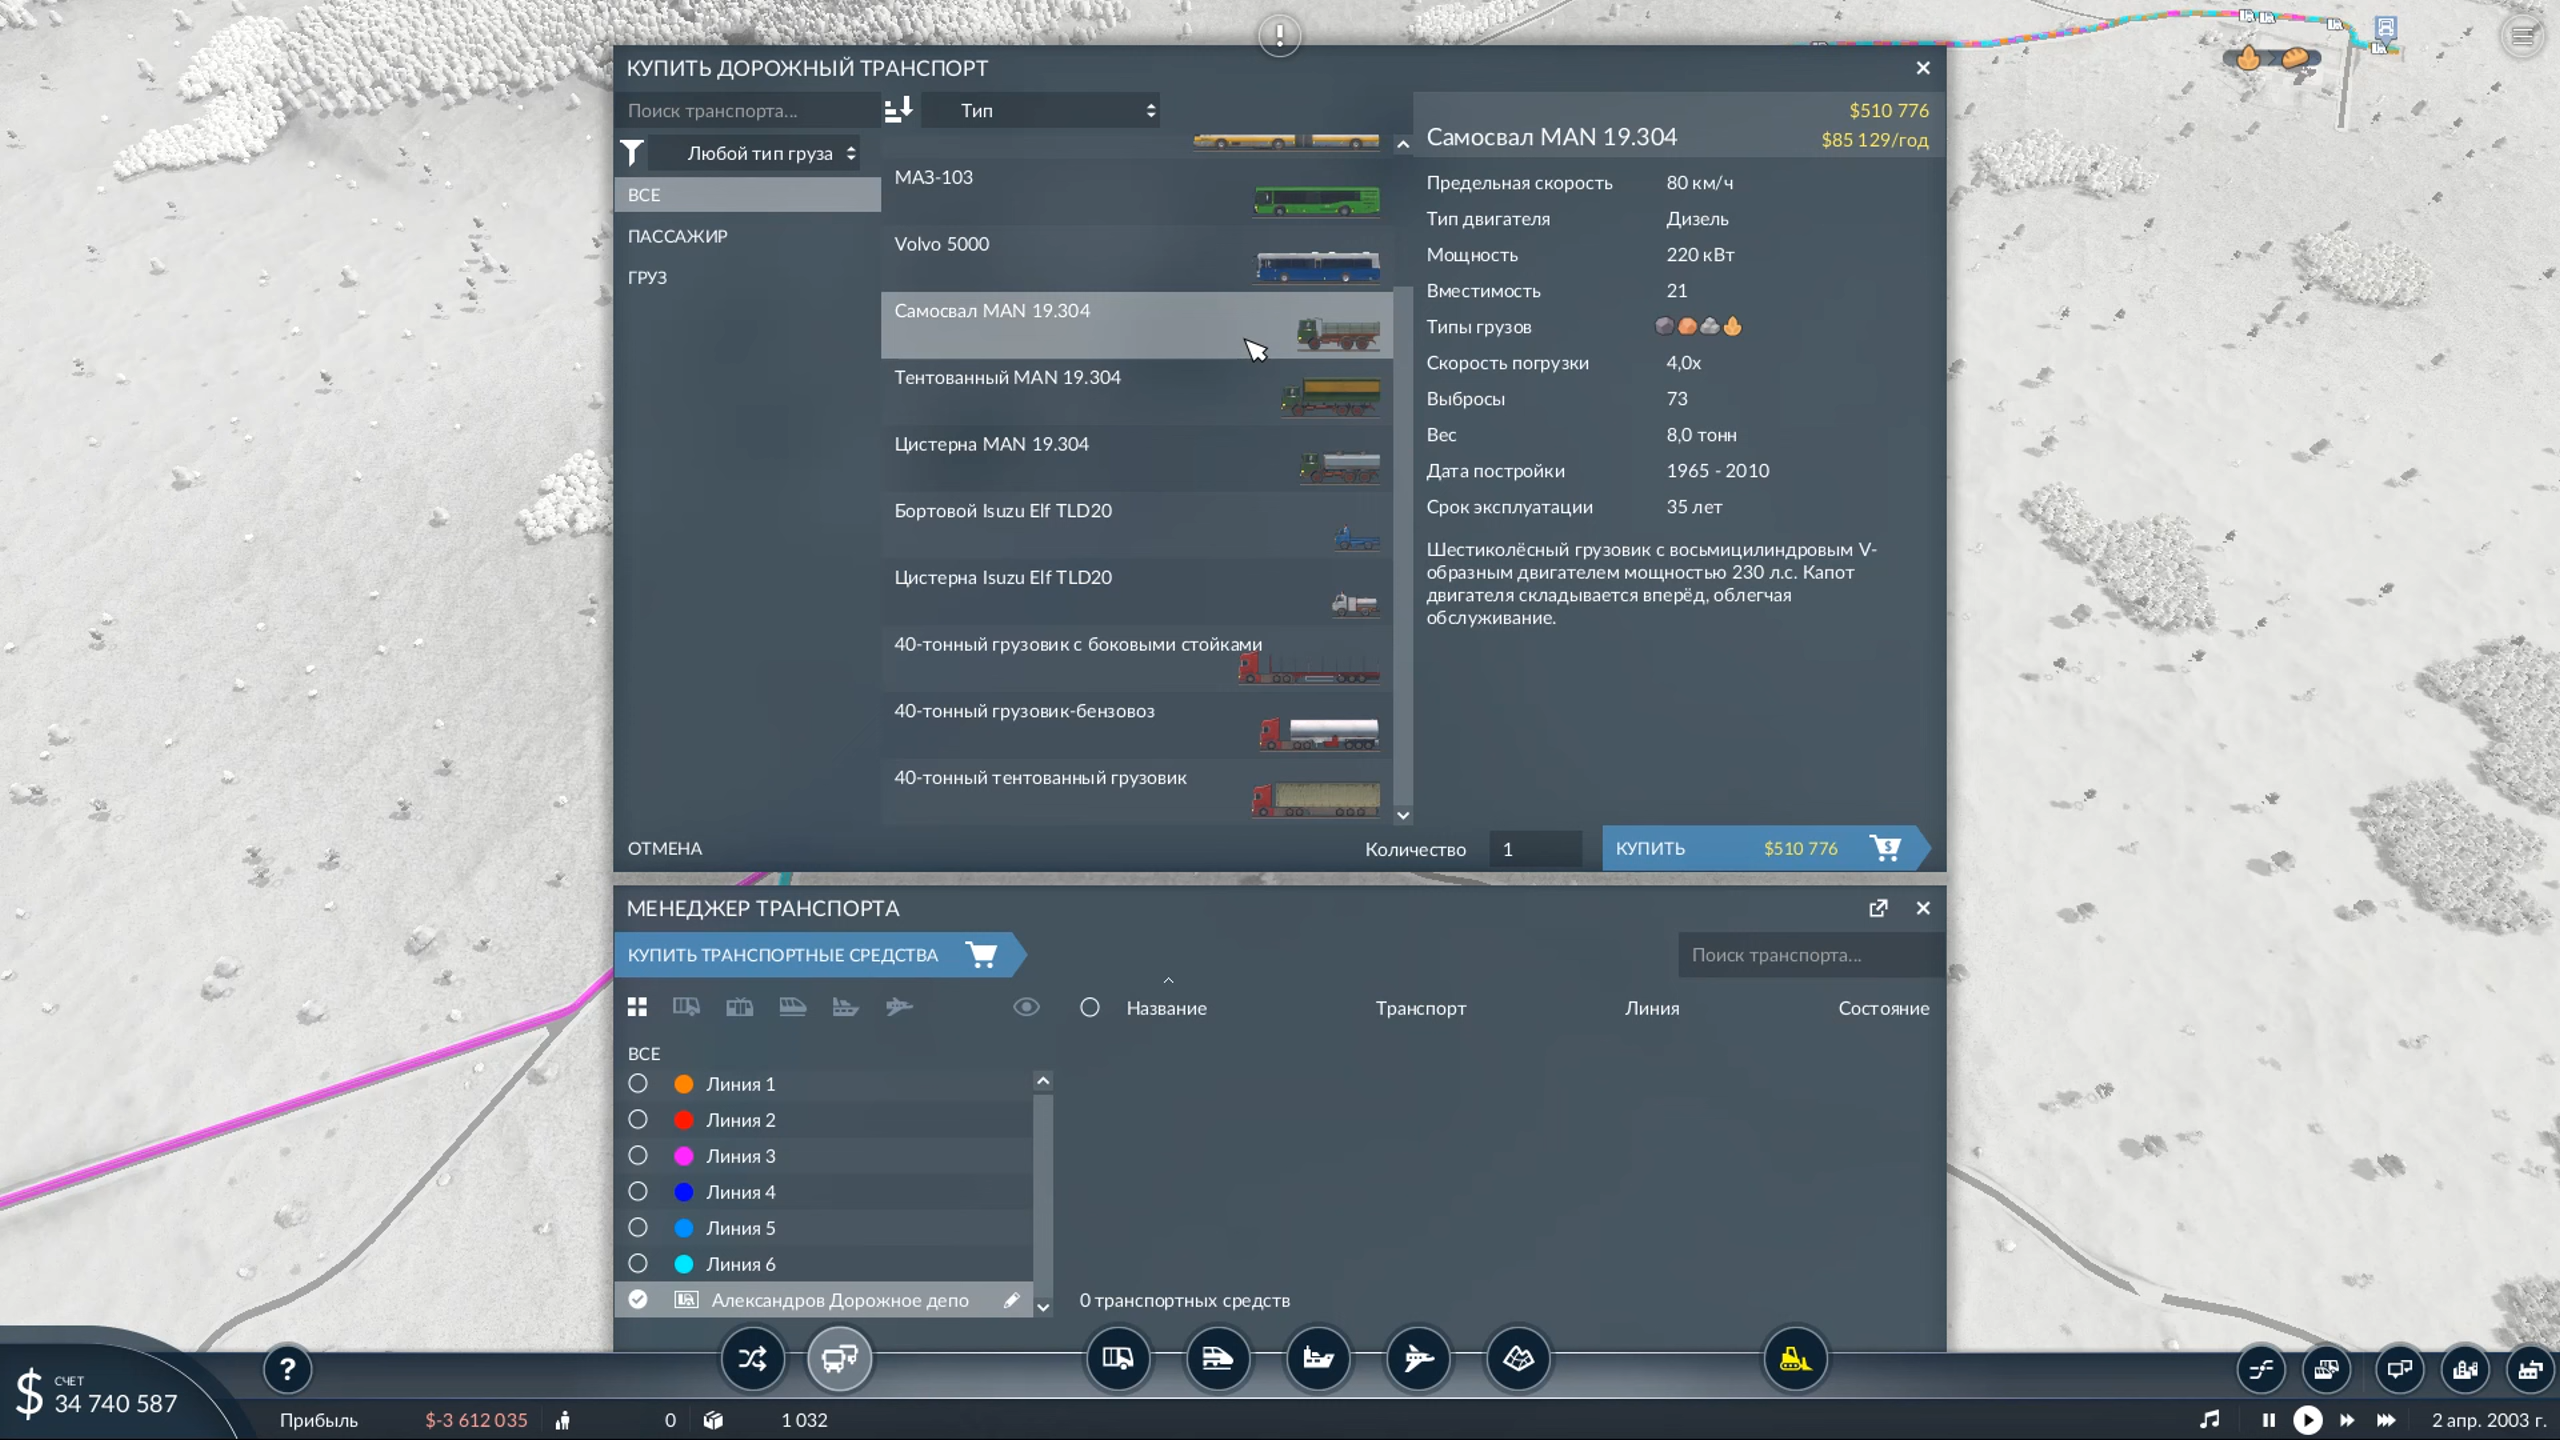 КУПИТЬ ДОРОЖНЫЙ ТРАНСПОРТ
Поиск транспорта...
Тип
Любой тип груза
ВСЕ
ПАССАЖИР
ГРУЗ
МАЗ-103
Volvo 5000
Самосвал MAN 19.304
Тентованный MAN 19.304
Цистерна MAN 19.304
Бортовой Isuzu Elf TLD20
Цистерна Isuzu Elf TLD20
40-тонный грузовик с боковыми стойками
40-тонный грузовик-бензовоз
40-тонный тентованный грузовик
$510 776
Самосвал MAN 19.304
$85 129/год
Предельная скорость 80 км/ч
Тип двигателя Дизель
Мощность 220 кВт
Вместимость 21
Типы грузов
Скорость погрузки 4,0x
Выбросы 73
Вес 8,0 тонн
Дата постройки 1965 - 2010
Срок эксплуатации 35 лет
Шестиколёсный грузовик с восьмицилиндровым V-
образным двигателем мощностью 230 л.с. Капот
двигателя складывается вперёд, облегчая
обслуживание.
ОТМЕНА
Количество 1
КУПИТЬ $510 776
МЕНЕДЖЕР ТРАНСПОРТА
КУПИТЬ ТРАНСПОРТНЫЕ СРЕДСТВА
Поиск транспорта...
Название Транспорт Линия Состояние
ВСЕ
Линия 1
Линия 2
Линия 3
Линия 4
Линия 5
Линия 6
Александров Дорожное депо
0 транспортных средств
?
$ СЧЕТ
34 740 587
Прибыль $-3 612 035 0 1 032
2 апр. 2003 г.